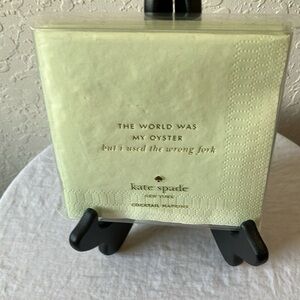 THE WORLD WAS
MY OYSTER
but i used the wrong fork
kate spade
NEW YORK
COCKTAIL NAPKINS